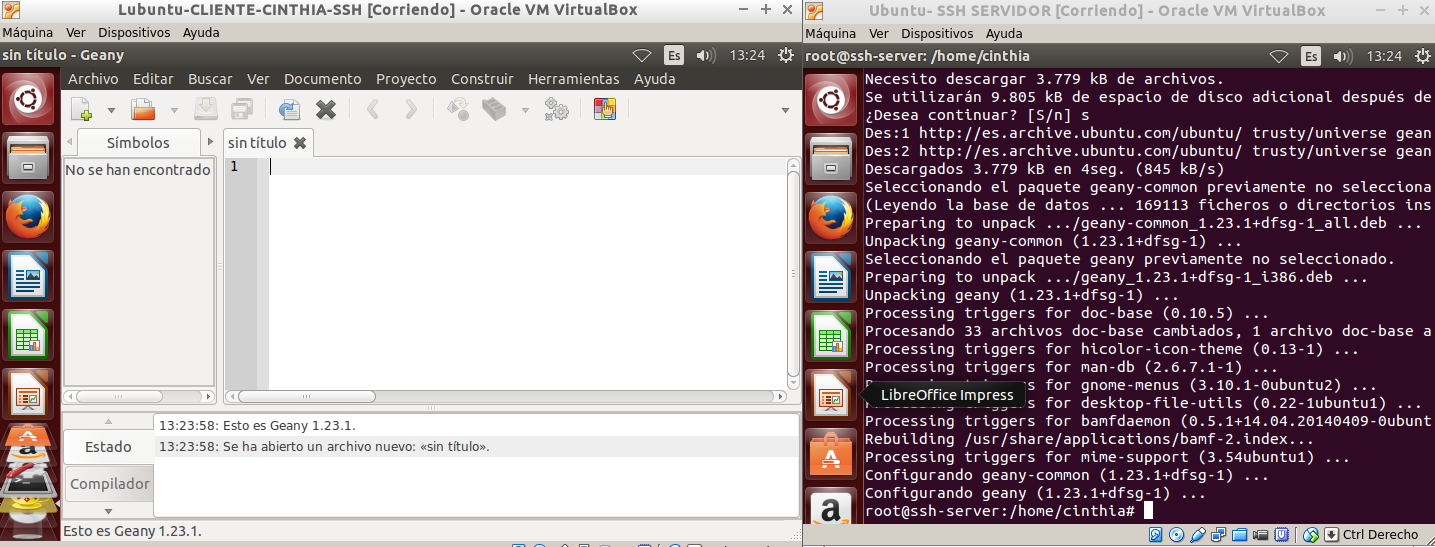 Lubuntu-CLIENTE-CINTHIA-SSH [Corriendo] - Oracle VM VirtualBox
Máquina Ver Dispositivos Ayuda
sin título - Geany
Es
13:24
Archivo Editar Buscar Ver Documento Proyecto Construir Herramientas Ayuda
Símbolos
sin título
No se han encontrado
1
Estado
Compilador
13:23:58: Esto es Geany 1.23.1.
13:23:58: Se ha abierto un archivo nuevo: «sin título».
Esto es Geany 1.23.1.
Ubuntu- SSH SERVIDOR [Corriendo] - Oracle VM VirtualBox
Máquina Ver Dispositivos Ayuda
root@ssh-server: /home/cinthia
Es
13:24
Necesito descargar 3.779 kB de archivos.
Se utilizarán 9.805 kB de espacio de disco adicional después de
¿Desea continuar? [S/n] s
Des:1 http://es.archive.ubuntu.com/ubuntu/ trusty/universe gean
Des:2 http://es.archive.ubuntu.com/ubuntu/ trusty/universe gean
Descargados 3.779 kB en 4seg. (845 kB/s)
Seleccionando el paquete geany-common previamente no selecciona
(Leyendo la base de datos ... 169113 ficheros o directorios ins
Preparing to unpack .../geany-common_1.23.1+dfsg-1_all.deb ...
Unpacking geany-common (1.23.1+dfsg-1) ...
Seleccionando el paquete geany previamente no seleccionado.
Preparing to unpack .../geany_1.23.1+dfsg-1_i386.deb ...
Unpacking geany (1.23.1+dfsg-1) ...
Processing triggers for doc-base (0.10.5) ...
Procesando 33 archivos doc-base cambiados, 1 archivo doc-base a
Processing triggers for hicolor-icon-theme (0.13-1) ...
Processing triggers for man-db (2.6.7.1-1) ...
for gnome-menus (3.10.1-0ubuntu2) ...
LibreOffice Impress
for desktop-file-utils (0.22-1ubuntu1) ...
Processing triggers for bamfdaemon (0.5.1+14.04.20140409-0ubunt
Rebuilding /usr/share/applications/bamf-2.index...
Processing triggers for mime-support (3.54ubuntu1) ...
Configurando geany-common (1.23.1+dfsg-1) ...
Configurando geany (1.23.1+dfsg-1) ...
root@ssh-server:/home/cinthia#
Ctrl Derecho